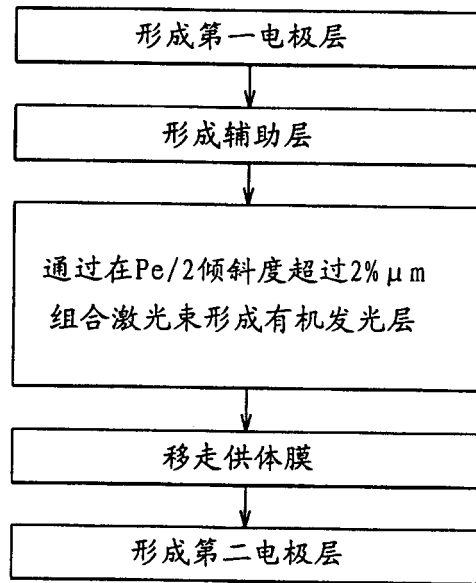 形成第一电极层
形成辅助层
通过在Pe/2倾斜度超过2%μm
组合激光束形成有机发光层
移走供体膜
形成第二电极层